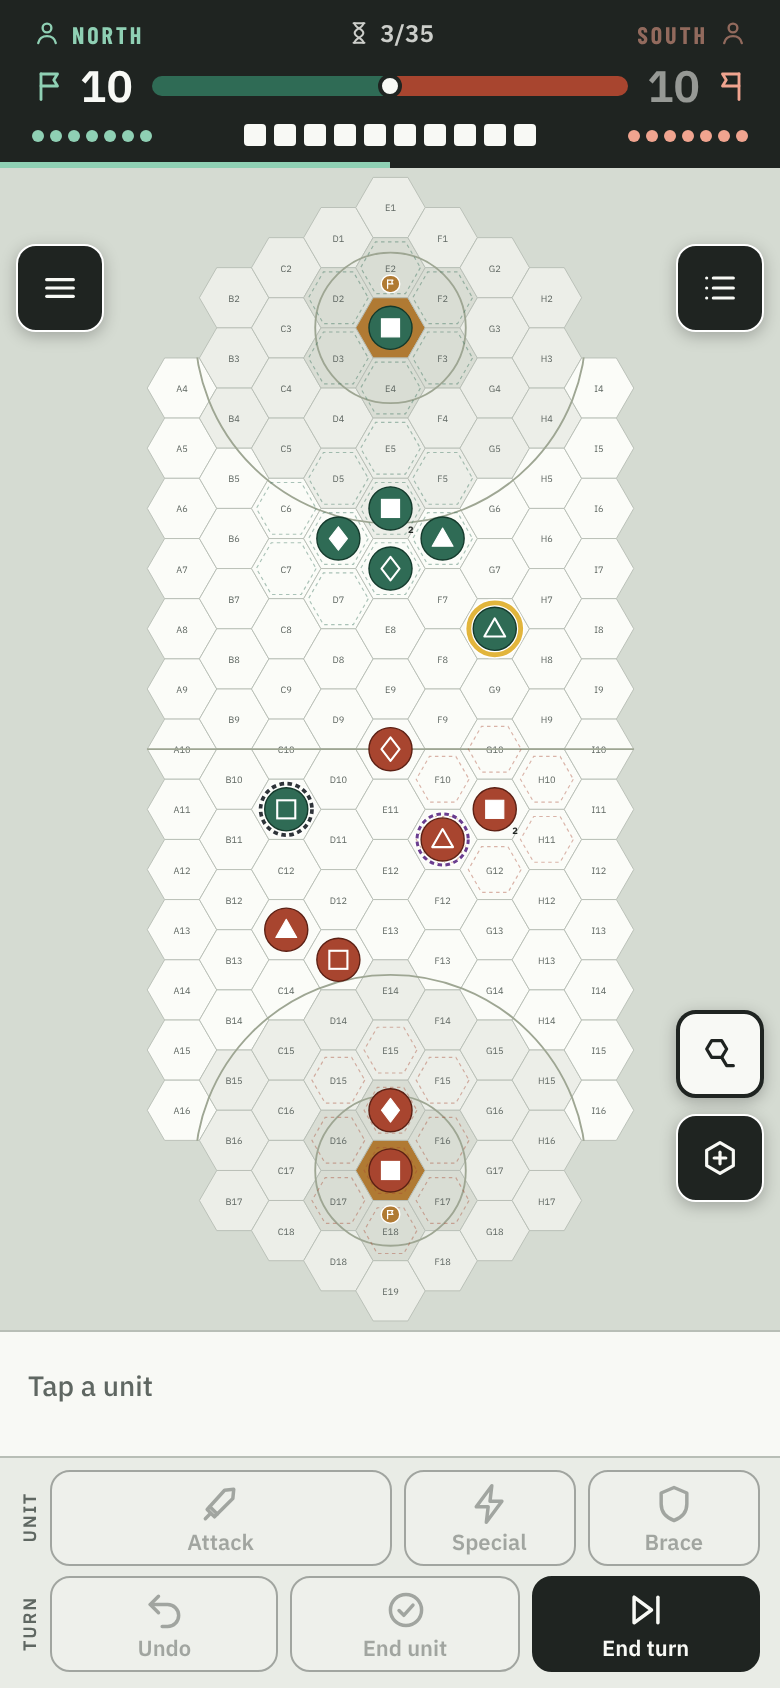 NORTH
3/35
SOUTH
10
10
E1
D1 F1
C2 E2 G2
B2 D2 F2 H2
C3 G3
B3 D3 F3 H3
A4 C4 E4 G4 I4
B4 D4 F4 H4
A5 C5 E5 G5 I5
B5 D5 F5 H5
A6 C6 G6 I6
2
B6 H6
A7 C7 G7 I7
B7 D7 F7 H7
A8 C8 E8 I8
B8 D8 F8 H8
A9 C9 E9 G9 I9
B9 D9 F9 H9
A10 C10 G10 I10
B10 D10 F10 H10
A11 E11 I11
2
B11 D11 H11
A12 C12 E12 G12 I12
B12 D12 F12 H12
A13 E13 G13 I13
B13 F13 H13
A14 C14 E14 G14 I14
B14 D14 F14 H14
A15 C15 E15 G15 I15
B15 D15 F15 H15
A16 C16 G16 I16
B16 D16 F16 H16
C17 G17
B17 D17 F17 H17
C18 E18 G18
D18 F18
E19
Tap a unit
UNIT
Attack
Special
Brace
TURN
Undo
End unit
End turn